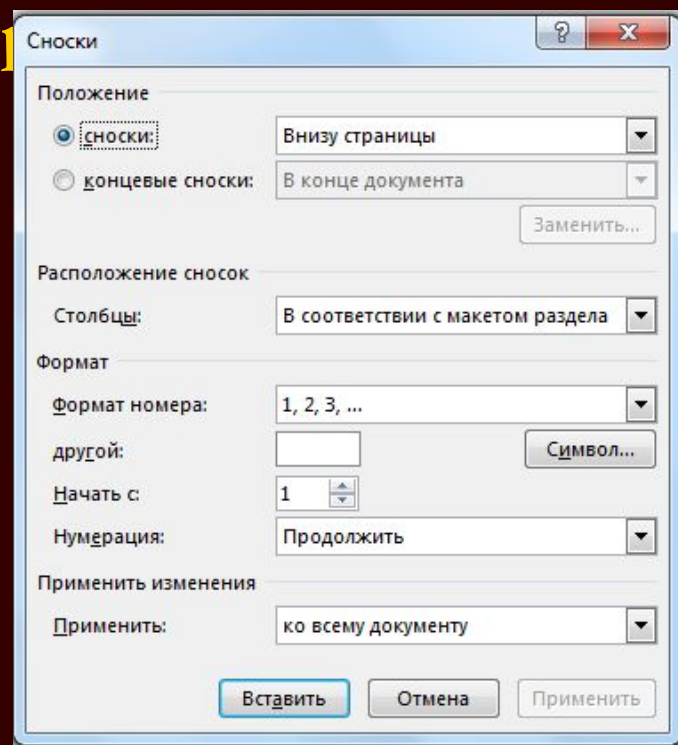 Сноски
Положение
сноски: Внизу страницы
концевые сноски: В конце документа
Заменить...
Расположение сносок
Столбцы: В соответствии с макетом раздела
Формат
Формат номера: 1, 2, 3, ...
другой: Символ...
Начать с: 1
Нумерация: Продолжить
Применить изменения
Применить: ко всему документу
Вставить Отмена Применить